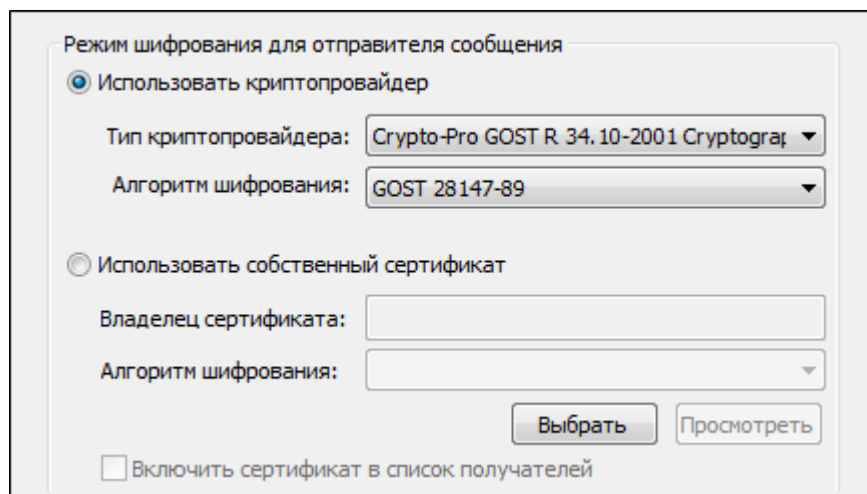 Режим шифрования для отправителя сообщения
Использовать криптопровайдер
Тип криптопровайдера: Crypto-Pro GOST R 34.10-2001 Cryptograp
Алгоритм шифрования: GOST 28147-89
Использовать собственный сертификат
Владелец сертификата:
Алгоритм шифрования:
Выбрать Просмотреть
Включить сертификат в список получателей